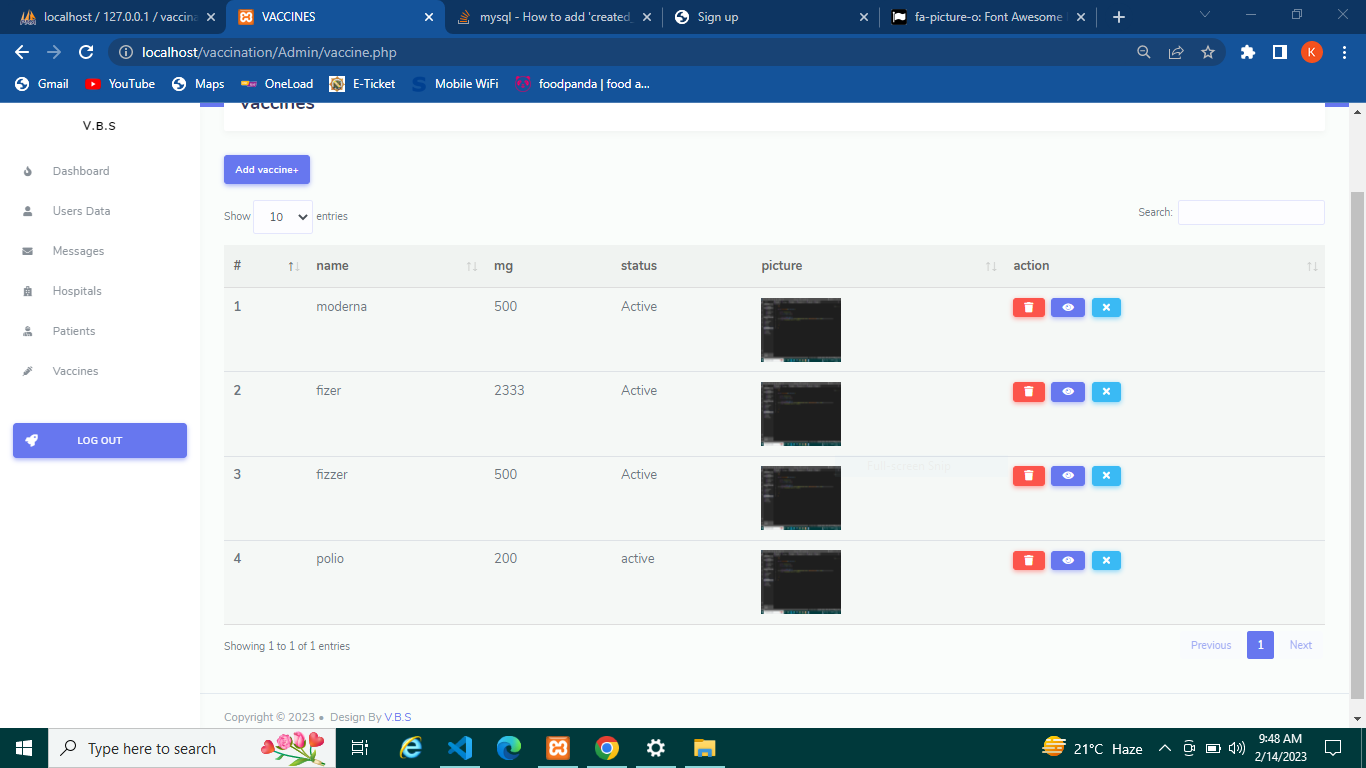 localhost / 127.0.0.1 / vaccina
VACCINES
mysql - How to add 'created_
Sign up
fa-picture-o: Font Awesome
localhost/vaccination/Admin/vaccine.php
K
Gmail
YouTube
Maps
OneLoad
E-Ticket
Mobile WiFi
foodpanda | food a...
V.B.S
Dashboard
Users Data
Messages
Hospitals
Patients
Vaccines
LOG OUT
Vaccines
Add vaccine+
Show 10 entries
Search:
# name mg status picture action
1 moderna 500 Active
2 fizer 2333 Active
3 fizzer 500 Active
4 polio 200 active
Full-screen Snip
Showing 1 to 1 of 1 entries
Previous 1 Next
Copyright © 2023 • Design By V.B.S
Type here to search
21°C Haze
9:48 AM
2/14/2023